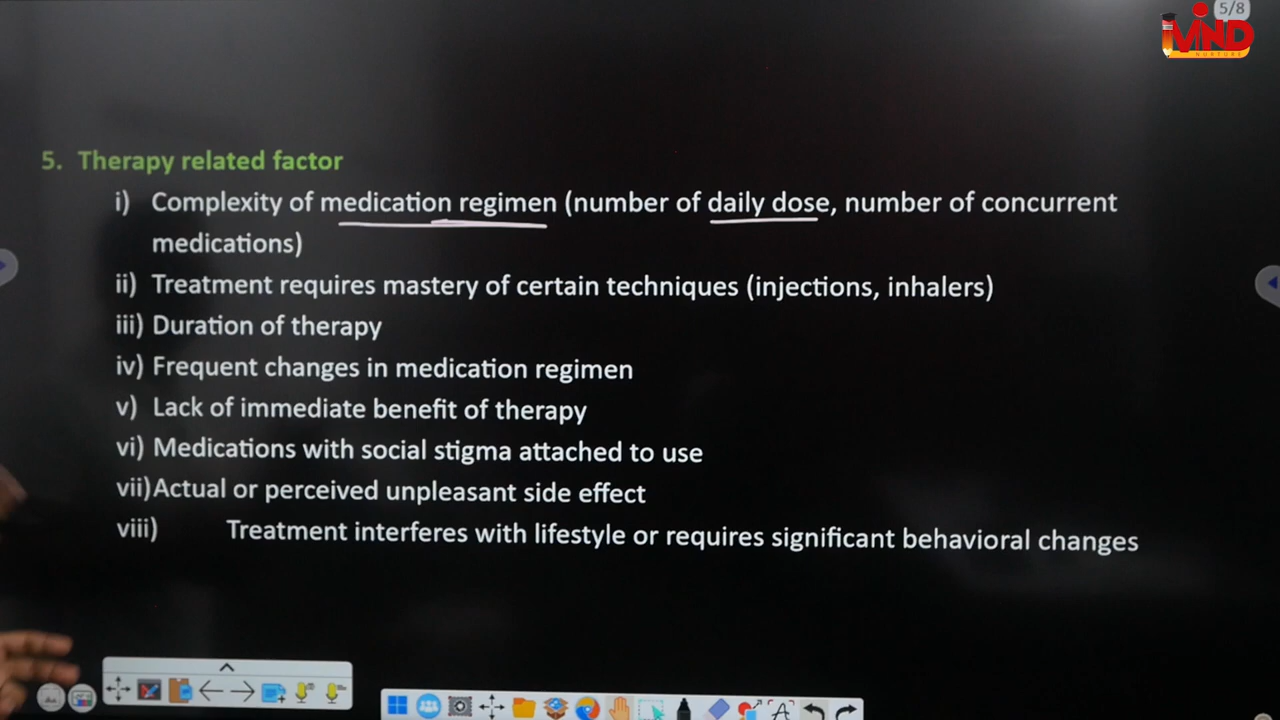 5/8
iMIND
NURTURE
5. Therapy related factor
i) Complexity of medication regimen (number of daily dose, number of concurrent
medications)
ii) Treatment requires mastery of certain techniques (injections, inhalers)
iii) Duration of therapy
iv) Frequent changes in medication regimen
v) Lack of immediate benefit of therapy
vi) Medications with social stigma attached to use
vii) Actual or perceived unpleasant side effect
viii) Treatment interferes with lifestyle or requires significant behavioral changes